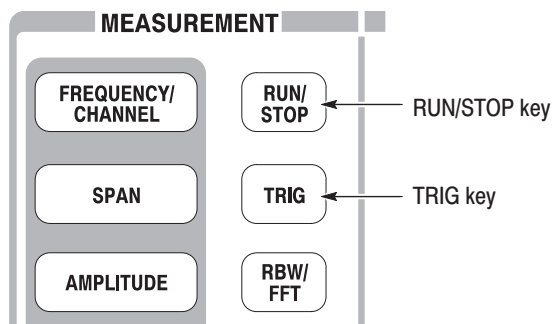 MEASUREMENT
FREQUENCY/
CHANNEL
RUN/
STOP
RUN/STOP key
SPAN
TRIG
TRIG key
AMPLITUDE
RBW/
FFT